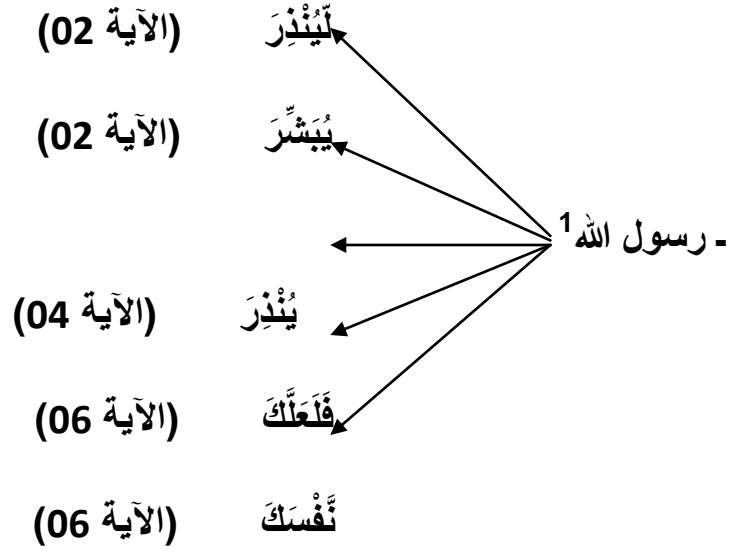 لِّيُنْذِرَ (الآية 02)
يُبَشِّرَ (الآية 02)
- رسول الله1
يُنْذِرَ (الآية 04)
فَلَعَلَّكَ (الآية 06)
نَّفْسَكَ (الآية 06)